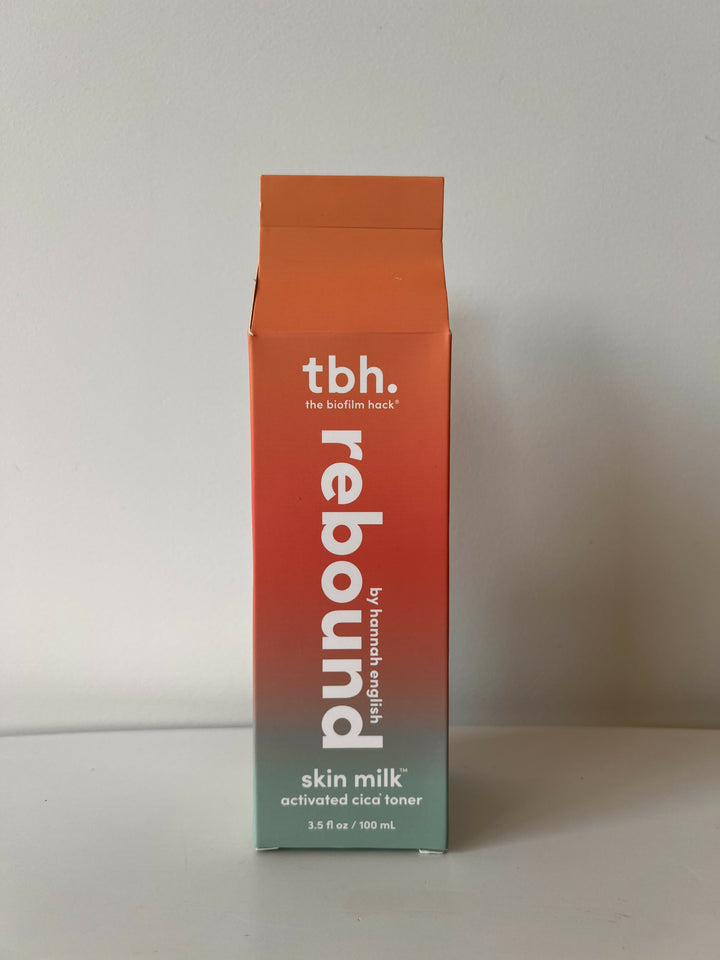 tbh.
the biofilm hack®
rebound
by hannah english
skin milk™
activated cica* toner
3.5 fl oz / 100 mL